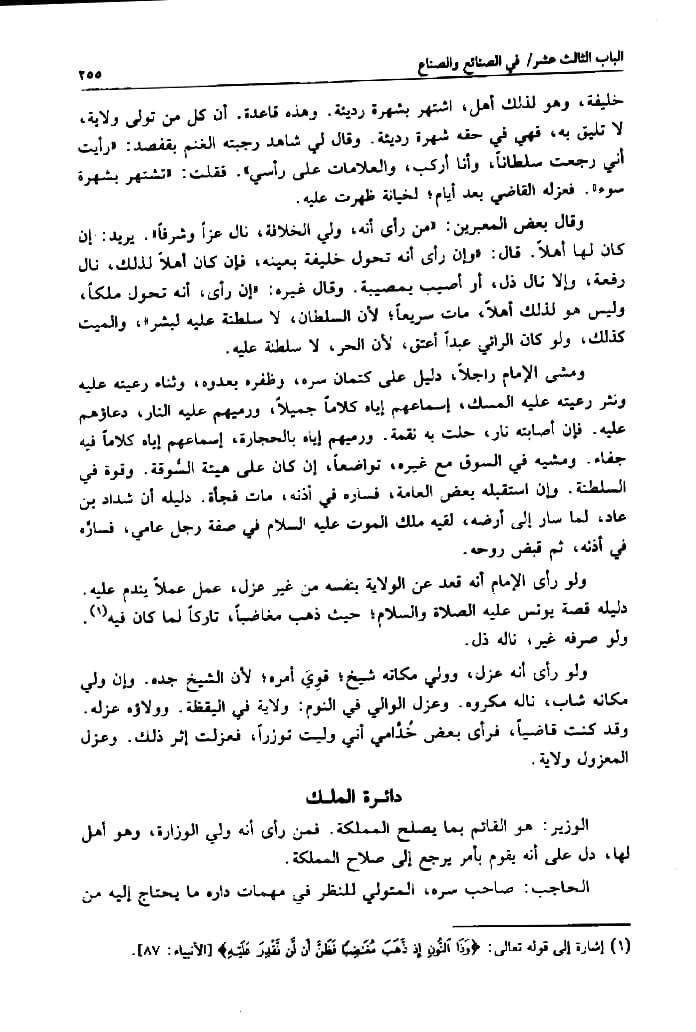 الباب الثالث عشر/ في الصنائع والصناع
٢٥٥
خليفة، وهو لذلك أهل، اشتهر بشهرة رديئة. وهذه قاعدة. أن كل من تولى ولاية،
لا تليق به، فهي في حقه شهرة رديئة. وقال لي شاهد رجبته الغنم بقفصد: «رأيت
أني رجعت سلطاناً، وأنا أركب، والعلامات على رأسي». فقلت: «تشتهر بشهرة
سوء». فعزله القاضي بعد أيام؛ لخيانة ظهرت عليه.
وقال بعض المعبرين: «من رأى أنه، ولي الخلافة، نال عزاً وشرفاً». يريد: إن
كان لها أهلاً. قال: «وإن رأى أنه تحول خليفة بعينه، فإن كان أهلاً لذلك، نال
رفعة، وإلا نال ذل، أو أصيب بمصيبة. وقال غيره: «إن رأى، أنه تحول ملكاً،
وليس هو لذلك أهلاً، مات سريعاً؛ لأن السلطان، لا سلطنة عليه لبشر»، والميت
كذلك، ولو كان الرائي عبداً أعتق، لأن الحر، لا سلطنة عليه.
ومشى الإمام راجلاً، دليل على كتمان سره، وظفره بعدوه، وثناء رعيته عليه
ونثر رعيته عليه المسك، إسماعهم إياه كلاماً جميلاً، ورميهم عليه النار، دعاؤهم
عليه. فإن أصابته نار، حلت به نقمة. ورميهم إياه بالحجارة، إسماعهم إياه كلاماً فيه
جفاء. ومشيه في السوق مع غيره، تواضعاً، إن كان على هيئة السُّوقة. وقوة في
السلطنة. وإن استقبله بعض العامة، فساره في أذنه، مات فجأة. دليله أن شداد بن
عاد، لما سار إلى أرضه، لقيه ملك الموت عليه السلام في صفة رجل عامي، فسارَّه
في أذنه، ثم قبض روحه.
ولو رأى الإمام أنه قعد عن الولاية بنفسه من غير عزل، عمل عملاً يندم عليه.
دليله قصة يونس عليه الصلاة والسلام؛ حيث ذهب مغاضباً، تاركاً لما كان فيه(١).
ولو صرفه غير، ناله ذل.
ولو رأى أنه عزل، وولي مكانه شيخ؛ قويَ أمره؛ لأن الشيخ جده. وإن ولي
مكانه شاب، ناله مكروه. وعزل الوالي في النوم: ولاية في اليقظة. وولاؤه عزله.
وقد كنت قاضياً، فرأى بعض خُدَّامي أني وليت توزراً، فعزلت إثر ذلك. وعزل
المعزول ولاية.
دائرة الملك
الوزير: هو القائم بما يصلح المملكة. فمن رأى أنه ولي الوزارة، وهو أهل
لها، دل على أنه يقوم بأمر يرجع إلى صلاح المملكة.
الحاجب: صاحب سره، المتولي للنظر في مهمات داره ما يحتاج إليه من
(١) إشارة إلى قوله تعالى: ﴿وَذَا النُّونِ إِذ ذَّهَبَ مُغَاضِبًا فَظَنَّ أَن لَّن نَّقْدِرَ عَلَيْهِ﴾ [الأنبياء: ٨٧].